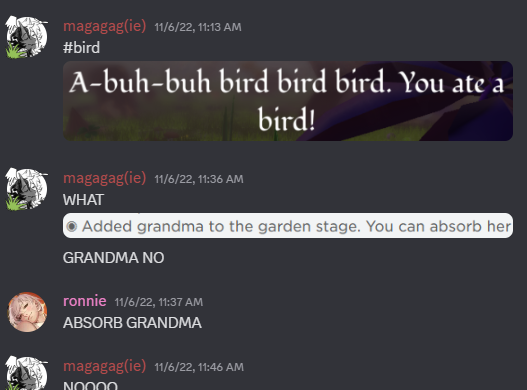 magagag(ie) 11/6/22, 11:13 AM
#bird
A-buh-buh bird bird bird. You ate a
bird!
magagag(ie) 11/6/22, 11:36 AM
WHAT
◉ Added grandma to the garden stage. You can absorb her
GRANDMA NO
ronnie 11/6/22, 11:37 AM
ABSORB GRANDMA
magagag(ie) 11/6/22, 11:46 AM
NOOOO